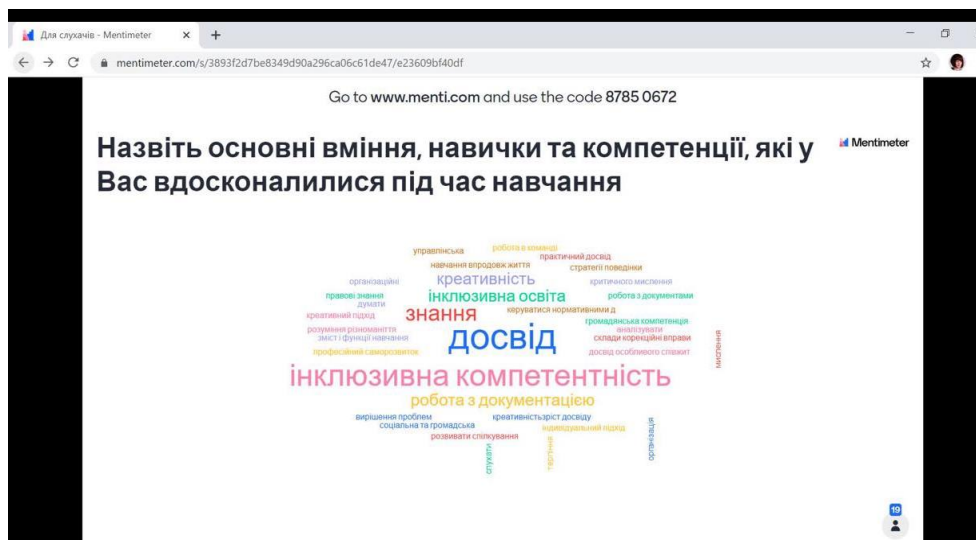 Для слухачів - Mentimeter
mentimeter.com/s/3893f2d7be8349d90a296ca06c61de47/e23609bf40df
Go to www.menti.com and use the code 8785 0672
Назвіть основні вміння, навички та компетенції, які у
Вас вдосконалилися під час навчання
Mentimeter
управлінська
робота в команді
практичний досвід
навчання впродовж життя
стратегії поведінки
організаційні
креативність
критичного мислення
правові знання
інклюзивна освіта
робота з документами
думати
креативний підхід
знання
керуватися нормативними д
громадянська компетенція
розуміння різноманіття
аналізувати
зміст і функції навчання
досвід
склади корекційні вправи
професійний саморозвиток
досвід особливого співжит
мислення
інклюзивна компетентність
робота з документацією
вирішення проблем
креативність зріст досвіду
соціальна та громадська
індивідуальний підхід
розвивати спілкування
слухати
терпіння
організація
19